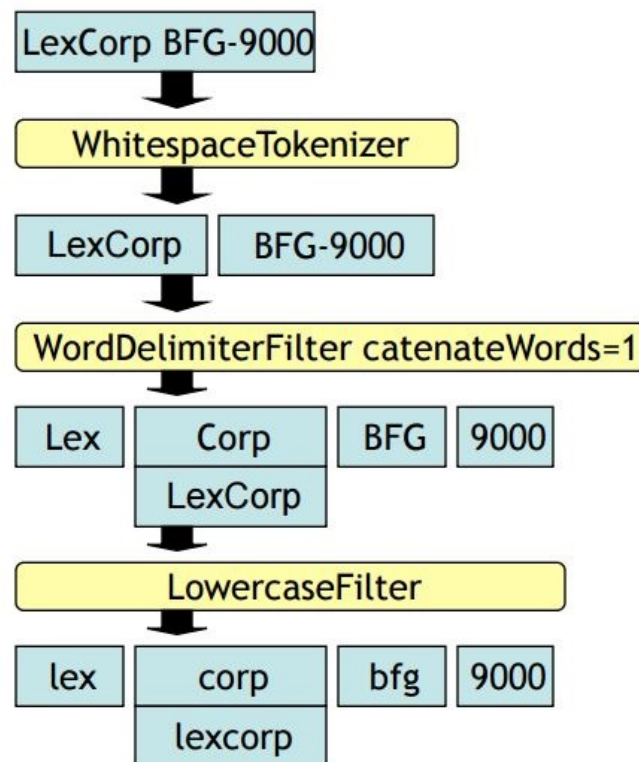 LexCorp BFG-9000
WhitespaceTokenizer
LexCorp BFG-9000
WordDelimiterFilter catenateWords=1
Lex Corp BFG 9000
LexCorp
LowercaseFilter
lex corp bfg 9000
lexcorp